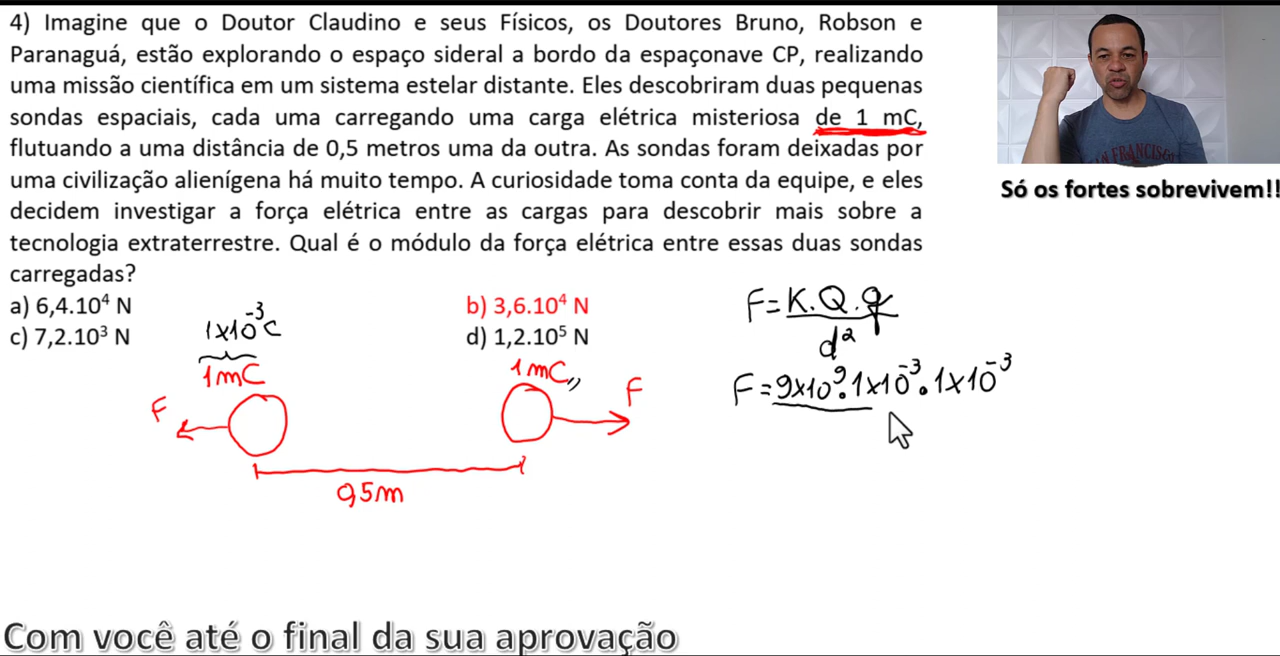 4) Imagine que o Doutor Claudino e seus Físicos, os Doutores Bruno, Robson e
Paranaguá, estão explorando o espaço sideral a bordo da espaçonave CP, realizando
uma missão científica em um sistema estelar distante. Eles descobriram duas pequenas
sondas espaciais, cada uma carregando uma carga elétrica misteriosa de 1 mC,
flutuando a uma distância de 0,5 metros uma da outra. As sondas foram deixadas por
uma civilização alienígena há muito tempo. A curiosidade toma conta da equipe, e eles
decidem investigar a força elétrica entre as cargas para descobrir mais sobre a
tecnologia extraterrestre. Qual é o módulo da força elétrica entre essas duas sondas
carregadas?
a) 6,4.10⁴ N
b) 3,6.10⁴ N
c) 7,2.10³ N
d) 1,2.10⁵ N
1x10⁻³C
1mC
1mC
F
F
0,5m
F=K.Q.q
d²
F=9x10⁹.1x10⁻³.1x10⁻³
Só os fortes sobrevivem!!
Com você até o final da sua aprovação